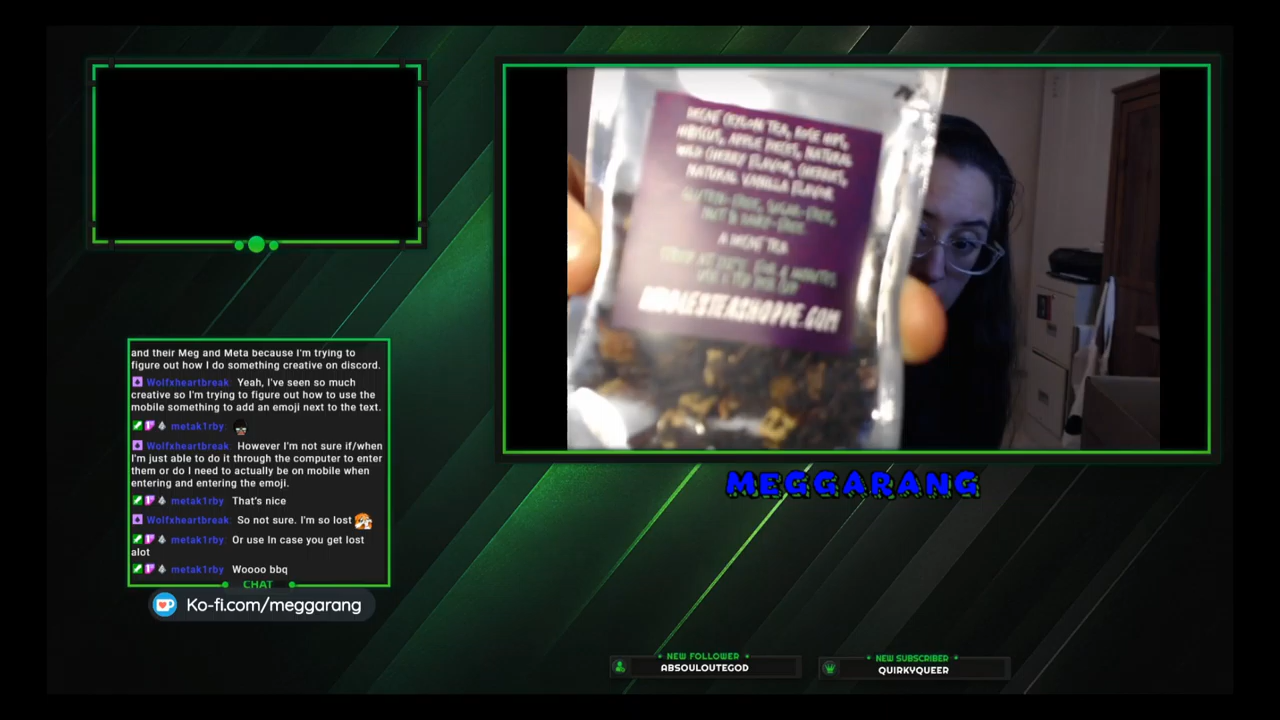 and their Meg and Meta because I'm trying to
figure out how I do something creative on discord.
Wolfxheartbreak: Yeah, I've seen so much
creative so I'm trying to figure out how to use the
mobile something to add an emoji next to the text.
metak1rby:
Wolfxheartbreak: However I'm not sure if/when
I'm just able to do it through the computer to enter
them or do I need to actually be on mobile when
entering and entering the emoji.
metak1rby: That's nice
Wolfxheartbreak: So not sure. I'm so lost
metak1rby: Or use In case you get lost
alot
metak1rby: Woooo bbq
CHAT
Ko-fi.com/meggarang
DECAF CEYLON TEA, ROSE HIPS,
HIBISCUS, APPLE PIECES, NATURAL
WILD CHERRY FLAVOR, CHERRIES,
NATURAL VANILLA FLAVOR
GLUTEN-FREE, SUGAR-FREE,
NUT & DAIRY-FREE
A DECAF TEA
MINUTES
MEGGARANG
NEW FOLLOWER
ABSOULOUTEGOD
NEW SUBSCRIBER
QUIRKYQUEER